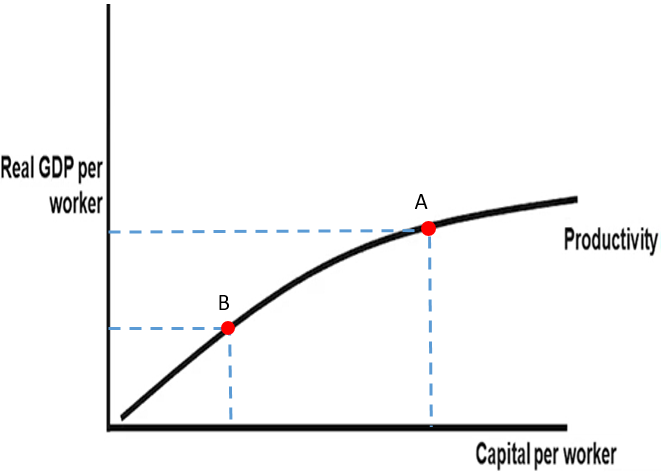 Real GDP per
worker
A
B
Productivity
Capital per worker